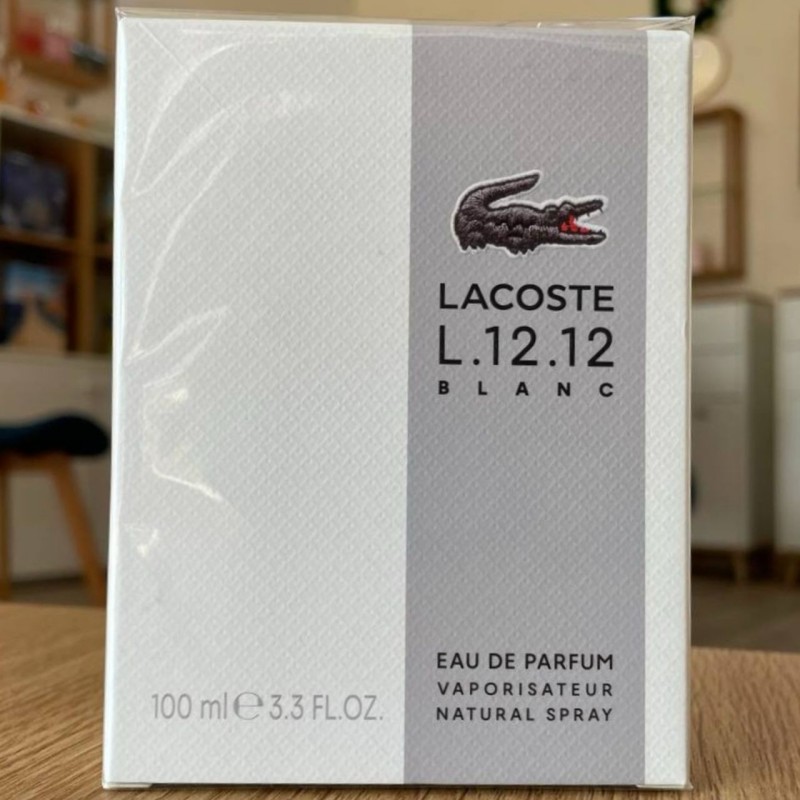 LACOSTE
L.12.12
BLANC
EAU DE PARFUM
VAPORISATEUR
NATURAL SPRAY
100 ml ℮ 3.3 FL.OZ.